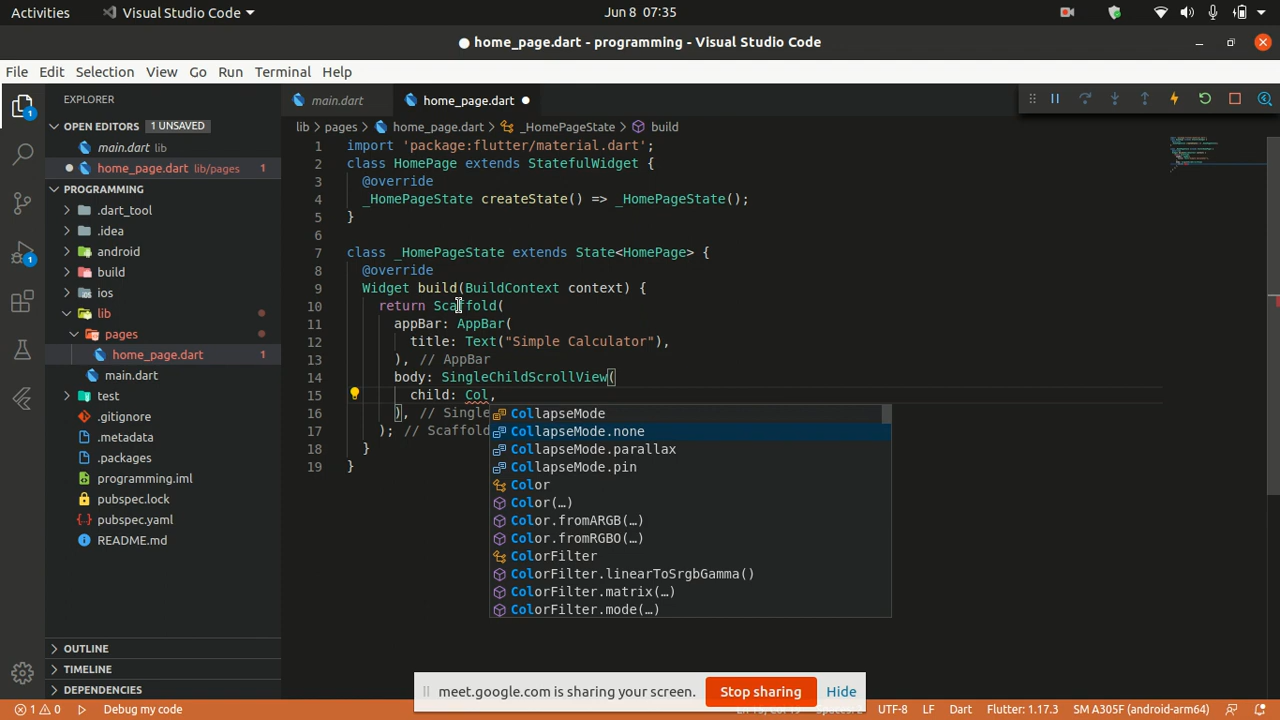 Activities
Visual Studio Code
Jun 8 07:35
home_page.dart - programming - Visual Studio Code
File Edit Selection View Go Run Terminal Help
EXPLORER
OPEN EDITORS 1 UNSAVED
main.dart lib
home_page.dart lib/pages 1
PROGRAMMING
.dart_tool
.idea
android
build
ios
lib
pages
home_page.dart 1
main.dart
test
.gitignore
.metadata
.packages
programming.iml
pubspec.lock
pubspec.yaml
README.md
OUTLINE
TIMELINE
DEPENDENCIES
main.dart
home_page.dart
lib > pages > home_page.dart > _HomePageState > build
1 import 'package:flutter/material.dart';
2 class HomePage extends StatefulWidget {
3 @override
4 _HomePageState createState() => _HomePageState();
5 }
6
7 class _HomePageState extends State<HomePage> {
8 @override
9 Widget build(BuildContext context) {
10 return Scaffold(
11 appBar: AppBar(
12 title: Text("Simple Calculator"),
13 ), // AppBar
14 body: SingleChildScrollView(
15 child: Col,
16 ), // Single
17 ); // Scaffold
18 }
19 }
CollapseMode
CollapseMode.none
CollapseMode.parallax
CollapseMode.pin
Color
Color(…)
Color.fromARGB(…)
Color.fromRGBO(…)
ColorFilter
ColorFilter.linearToSrgbGamma()
ColorFilter.matrix(…)
ColorFilter.mode(…)
meet.google.com is sharing your screen.
Stop sharing
Hide
1 0
Debug my code
UTF-8
LF
Dart
Flutter: 1.17.3
SM A305F (android-arm64)